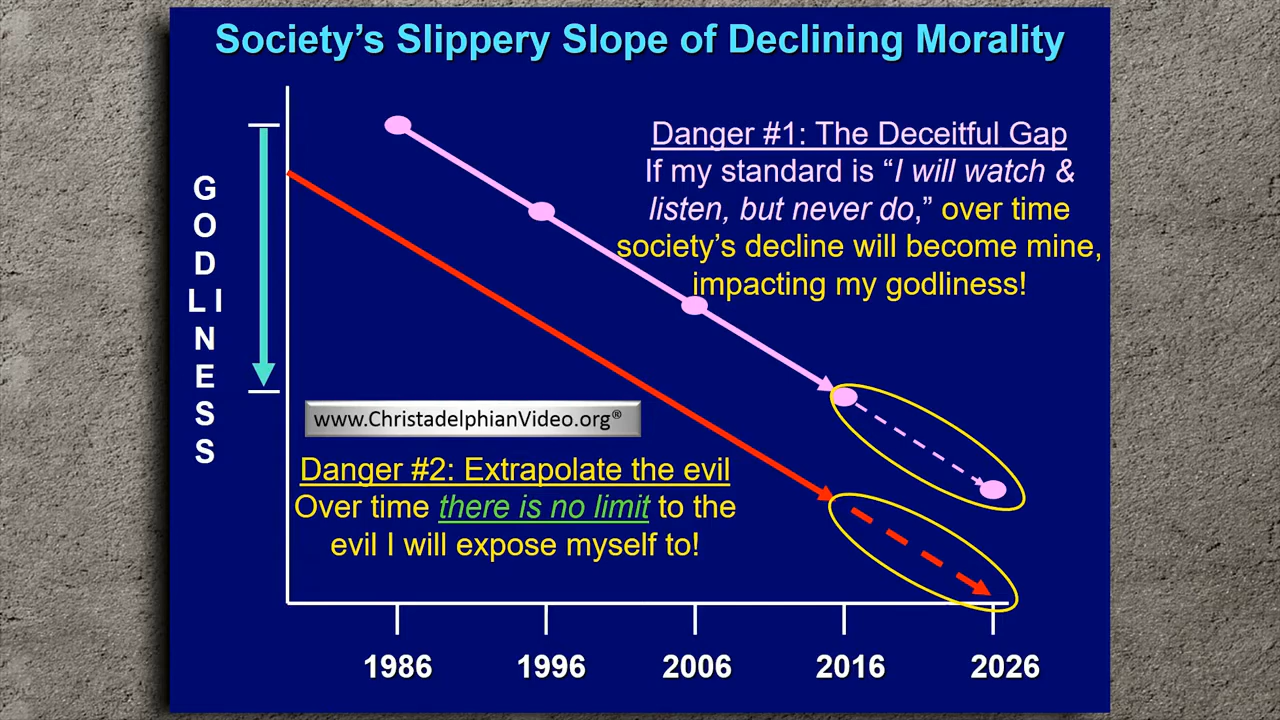 Society's Slippery Slope of Declining Morality
GODLINESS
Danger #1: The Deceitful Gap
If my standard is “I will watch &
listen, but never do,” over time
society's decline will become mine,
impacting my godliness!
www.ChristadelphianVideo.org®
Danger #2: Extrapolate the evil
Over time there is no limit to the
evil I will expose myself to!
1986 1996 2006 2016 2026